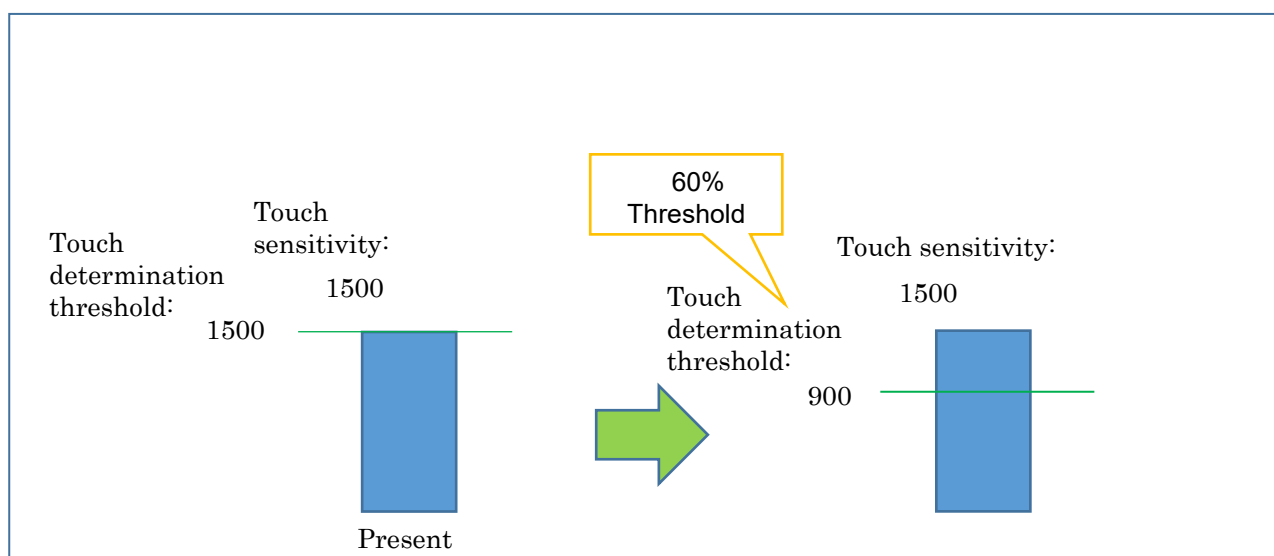 Touch
determination
threshold:
1500
Touch
sensitivity:
1500
Present
60%
Threshold
Touch
determination
threshold:
900
Touch sensitivity:
1500